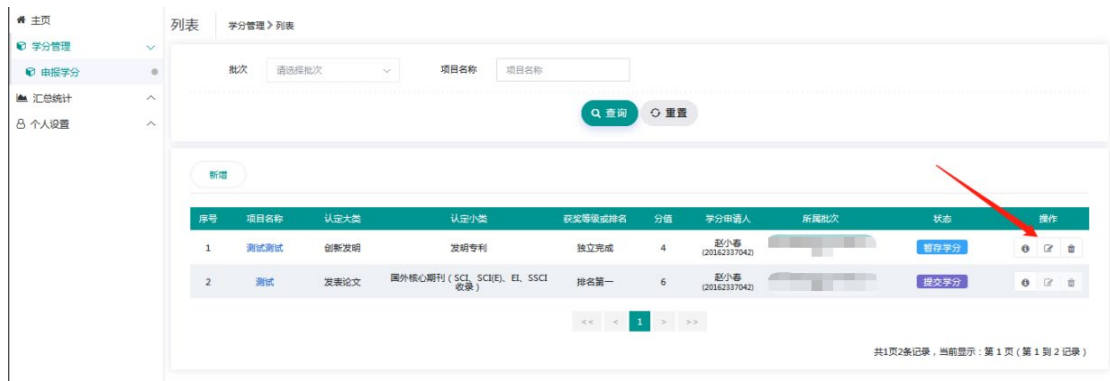 主页
学分管理
申报学分
汇总统计
个人设置
列表 学分管理 > 列表
批次 请选择批次 项目名称 项目名称
查询 重置
新增
序号 项目名称 认定大类 认定小类 获奖等级或排名 分值 学分申请人 所属批次 状态 操作
1 测试测试 创新发明 发明专利 独立完成 4 赵小春 暂存学分
(20162337042)
2 测试 发表论文 国外核心期刊 ( SCI、SCI(E)、EI、SSCI 排名第一 6 赵小春 提交学分
收录 ) (20162337042)
<< < 1 > >>
共1页2条记录 , 当前显示 : 第 1 页 ( 第 1 到 2 记录 )